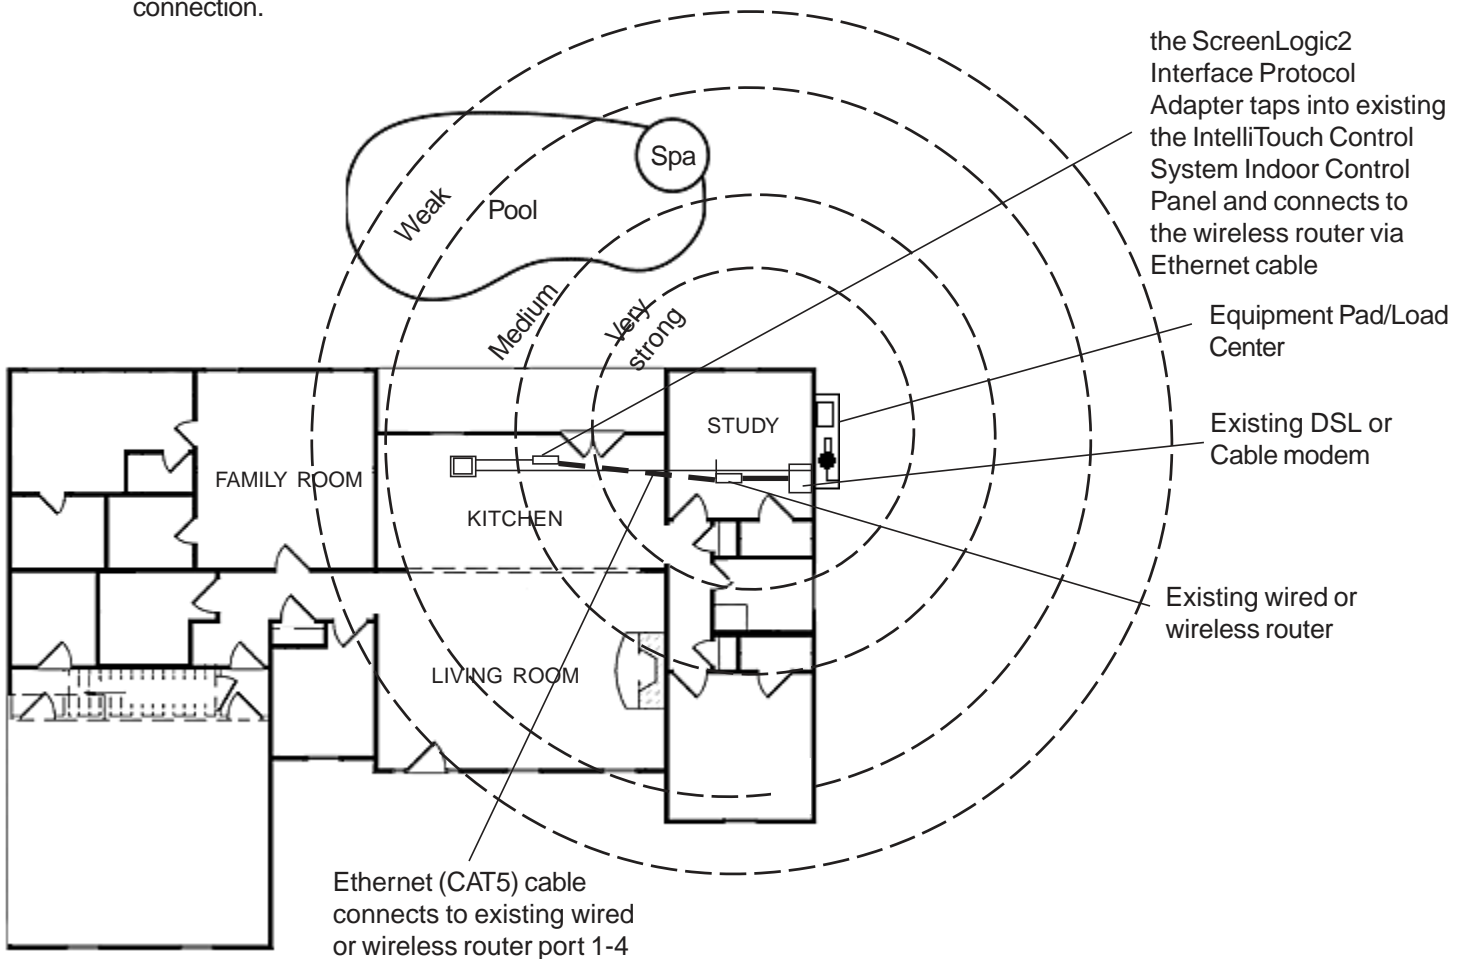 connection.
the ScreenLogic2
Interface Protocol
Adapter taps into existing
the IntelliTouch Control
System Indoor Control
Panel and connects to
the wireless router via
Ethernet cable
Spa
Pool
Weak
Medium
Very
strong
Equipment Pad/Load
Center
STUDY
Existing DSL or
Cable modem
FAMILY ROOM
KITCHEN
Existing wired or
wireless router
LIVING ROOM
Ethernet (CAT5) cable
connects to existing wired
or wireless router port 1-4